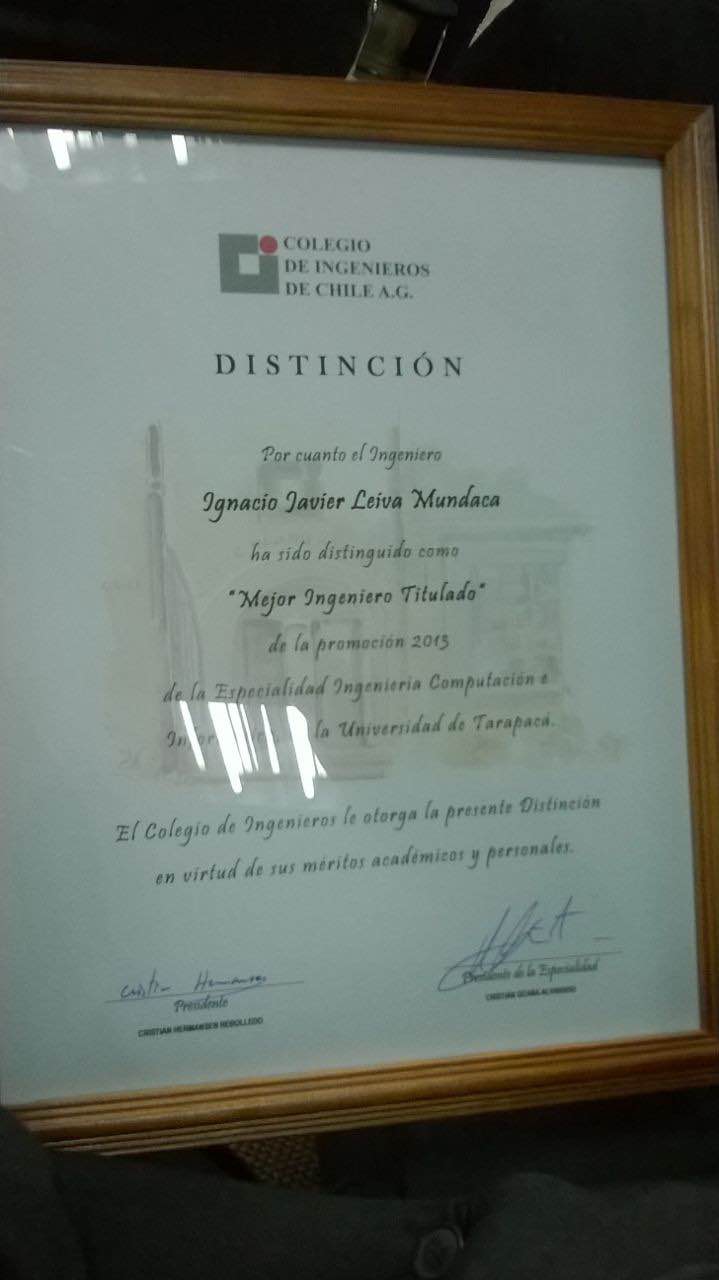 COLEGIO
DE INGENIEROS
DE CHILE A.G.
DISTINCIÓN
Por cuanto el Ingeniero
Ignacio Javier Leiva Mundaca
ha sido distinguido como
"Mejor Ingeniero Titulado"
de la promoción 2013
de la Especialidad Ingeniería Computación e
la Universidad de Tarapacá.
El Colegio de Ingenieros le otorga la presente Distinción
en virtud de sus méritos académicos y personales.
Cristian Hermansen
Presidente
CRISTIAN HERMANSEN REBOLLEDO
Presidente de la Especialidad
CRISTIAN